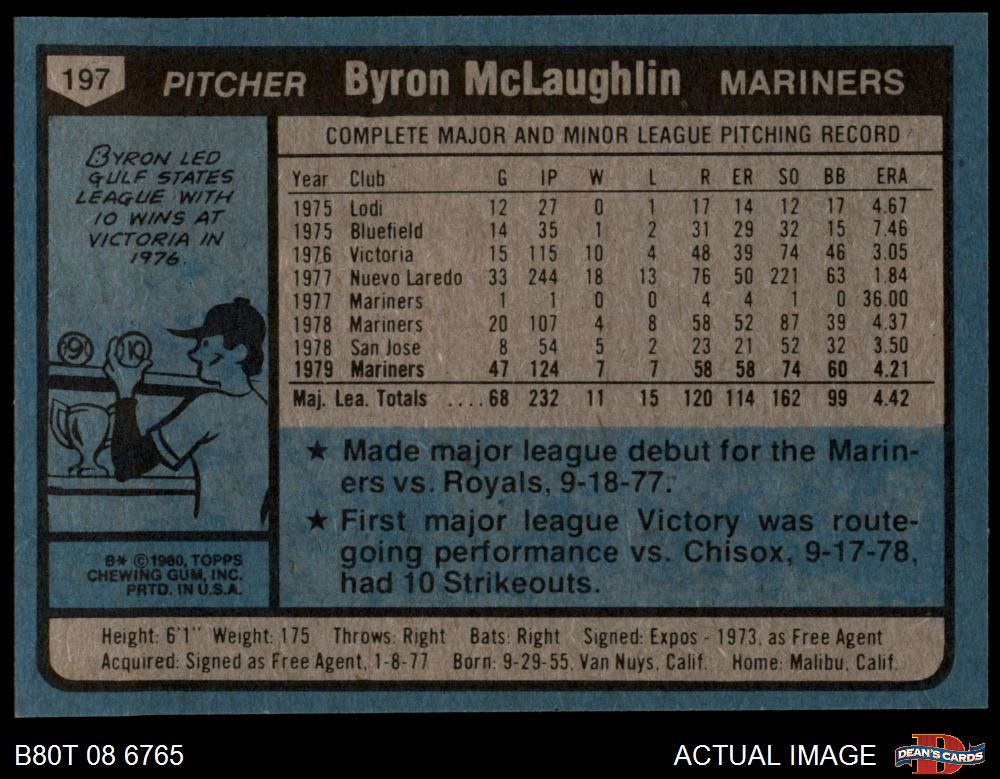 197 PITCHER Byron McLaughlin MARINERS
BYRON LED
GULF STATES
LEAGUE WITH
10 WINS AT
VICTORIA IN
1976.
9 10
COMPLETE MAJOR AND MINOR LEAGUE PITCHING RECORD
Year Club G IP W L R ER SO BB ERA
1975 Lodi 12 27 0 1 17 14 12 17 4.67
1975 Bluefield 14 35 1 2 31 29 32 15 7.46
1976 Victoria 15 115 10 4 48 39 74 46 3.05
1977 Nuevo Laredo 33 244 18 13 76 50 221 63 1.84
1977 Mariners 1 1 0 0 4 4 1 0 36.00
1978 Mariners 20 107 4 8 58 52 87 39 4.37
1978 San Jose 8 54 5 2 23 21 52 32 3.50
1979 Mariners 47 124 7 7 58 58 74 60 4.21
Maj. Lea. Totals ....68 232 11 15 120 114 162 99 4.42
★ Made major league debut for the Marin-
ers vs. Royals, 9-18-77.
★ First major league Victory was route-
going performance vs. Chisox, 9-17-78,
had 10 Strikeouts.
B* ©1980, TOPPS
CHEWING GUM, INC.
PRTD. IN U.S.A.
Height: 6'1" Weight: 175 Throws: Right Bats: Right Signed: Expos - 1973, as Free Agent
Acquired: Signed as Free Agent, 1-8-77 Born: 9-29-55, Van Nuys, Calif. Home: Malibu, Calif.
B80T 08 6765 ACTUAL IMAGE DEAN'S CARDS